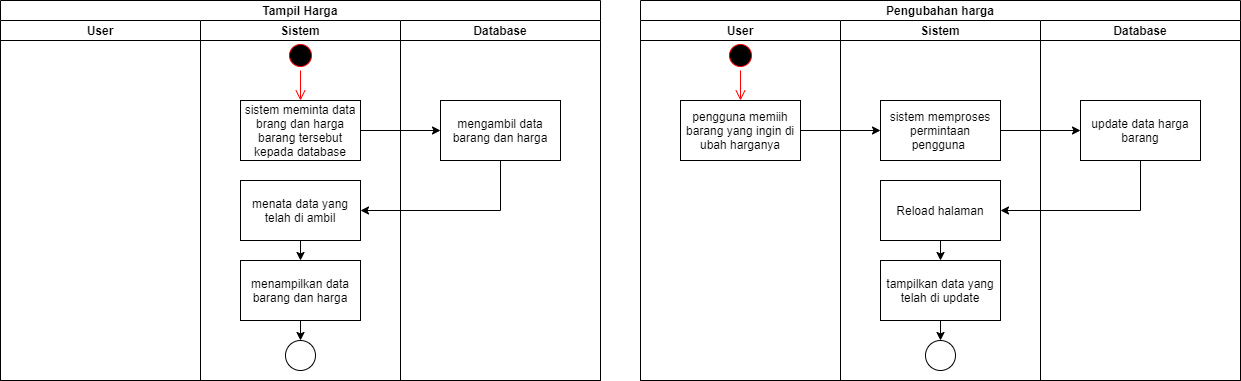 Tampil Harga
User
Sistem
Database
sistem meminta data
brang dan harga
barang tersebut
kepada database
mengambil data
barang dan harga
menata data yang
telah di ambil
menampilkan data
barang dan harga
Pengubahan harga
User
Sistem
Database
pengguna memiih
barang yang ingin di
ubah harganya
sistem memproses
permintaan
pengguna
update data harga
barang
Reload halaman
tampilkan data yang
telah di update